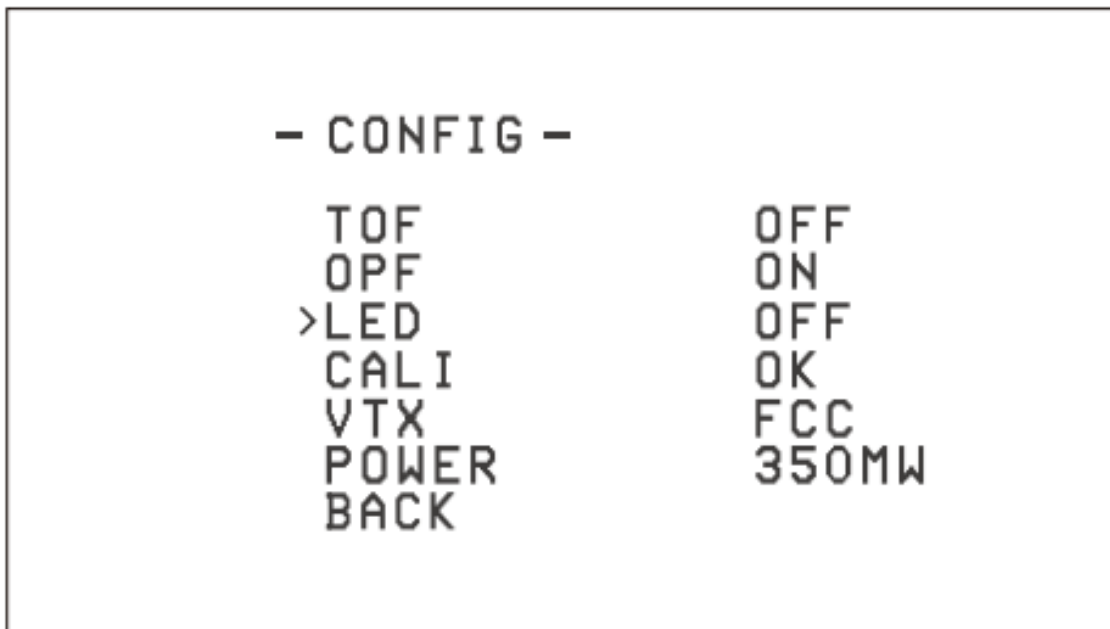 - CONFIG -
TOF OFF
OPF ON
>LED OFF
CALI OK
VTX FCC
POWER 350MW
BACK